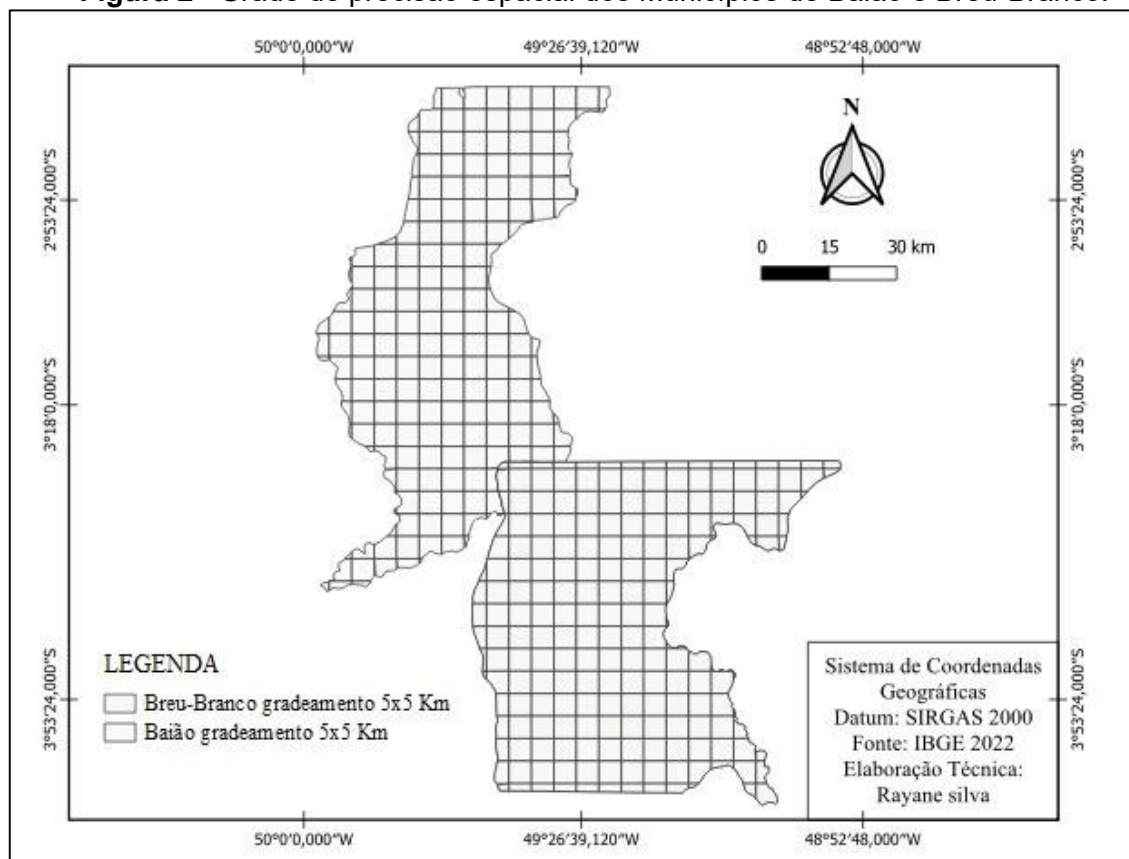 Figura 2 - Grade de precisão espacial dos municípios de Baião e Breu-Branco.
50°0'0,000"W 49°26'39,120"W 48°52'48,000"W
N
0 15 30 km
2°53'24,000"S 2°53'24,000"S
3°18'0,000"S 3°18'0,000"S
3°53'24,000"S 3°53'24,000"S
LEGENDA
Breu-Branco gradeamento 5x5 Km
Baião gradeamento 5x5 Km
Sistema de Coordenadas
Geográficas
Datum: SIRGAS 2000
Fonte: IBGE 2022
Elaboração Técnica:
Rayane silva
50°0'0,000"W 49°26'39,120"W 48°52'48,000"W